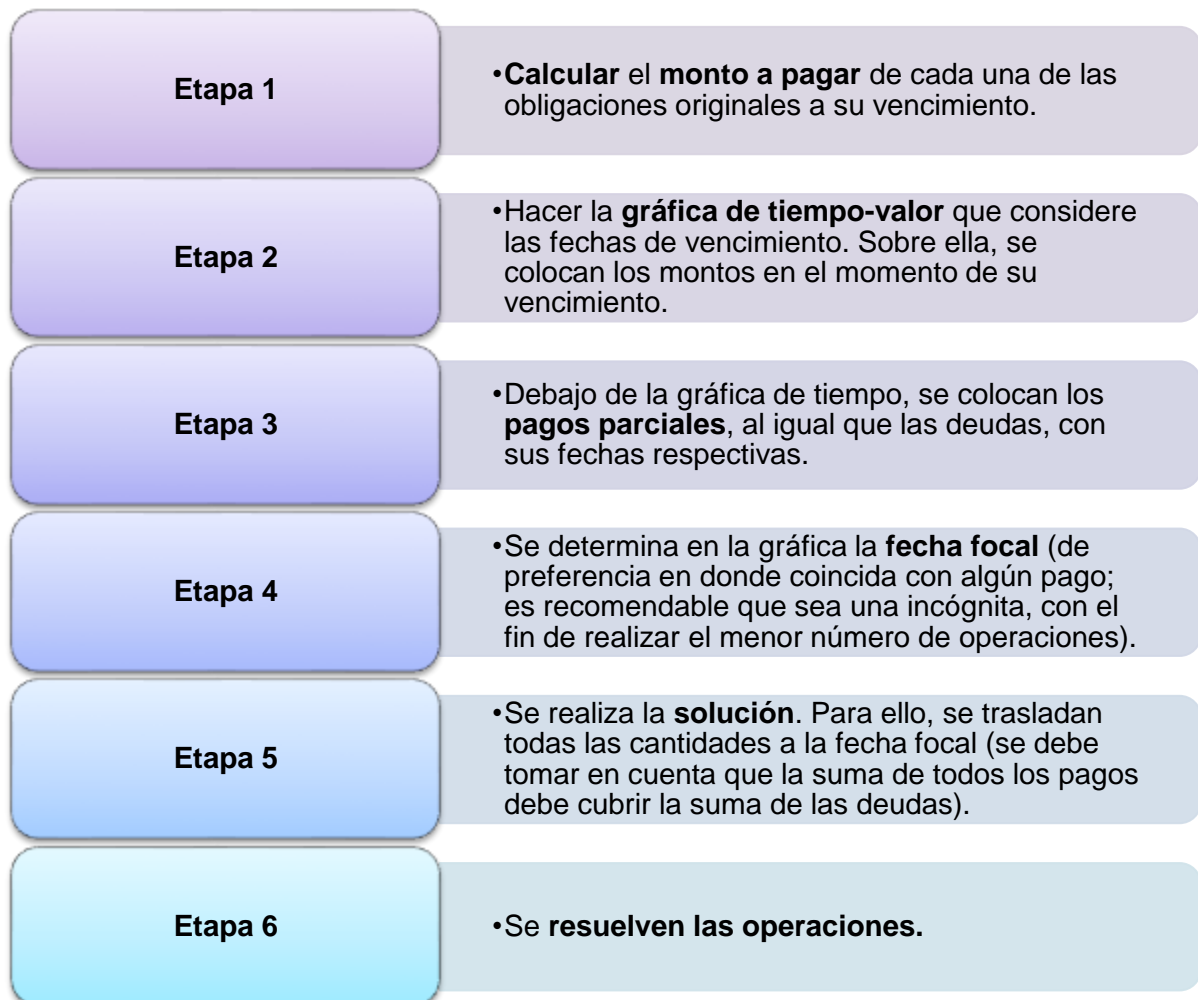 Etapa 1
•Calcular el monto a pagar de cada una de las
obligaciones originales a su vencimiento.
Etapa 2
•Hacer la gráfica de tiempo-valor que considere
las fechas de vencimiento. Sobre ella, se
colocan los montos en el momento de su
vencimiento.
Etapa 3
•Debajo de la gráfica de tiempo, se colocan los
pagos parciales, al igual que las deudas, con
sus fechas respectivas.
Etapa 4
•Se determina en la gráfica la fecha focal (de
preferencia en donde coincida con algún pago;
es recomendable que sea una incógnita, con el
fin de realizar el menor número de operaciones).
Etapa 5
•Se realiza la solución. Para ello, se trasladan
todas las cantidades a la fecha focal (se debe
tomar en cuenta que la suma de todos los pagos
debe cubrir la suma de las deudas).
Etapa 6
•Se resuelven las operaciones.